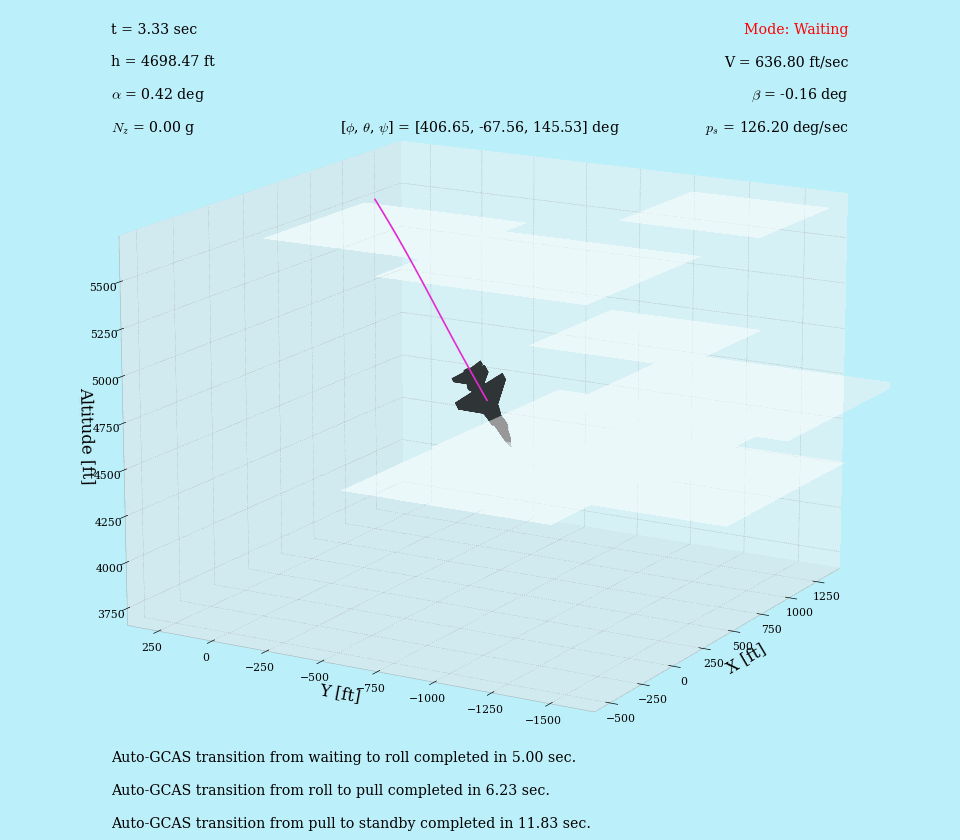 t = 3.33 sec
Mode: Waiting
h = 4698.47 ft
V = 636.80 ft/sec
α = 0.42 deg
β = -0.16 deg
N_z = 0.00 g
[ϕ, θ, ψ] = [406.65, -67.56, 145.53] deg
p_s = 126.20 deg/sec
5500
5250
5000
4750
4500
4250
4000
3750
Altitude [ft]
250
0
−250
−500
−750
−1000
−1250
−1500
Y [ft]
−500
−250
0
250
500
750
1000
1250
X [ft]
Auto-GCAS transition from waiting to roll completed in 5.00 sec.
Auto-GCAS transition from roll to pull completed in 6.23 sec.
Auto-GCAS transition from pull to standby completed in 11.83 sec.